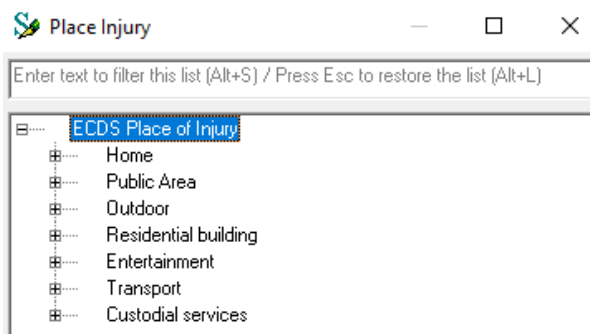 Place Injury
Enter text to filter this list (Alt+S) / Press Esc to restore the list (Alt+L)
ECDS Place of Injury
Home
Public Area
Outdoor
Residential building
Entertainment
Transport
Custodial services